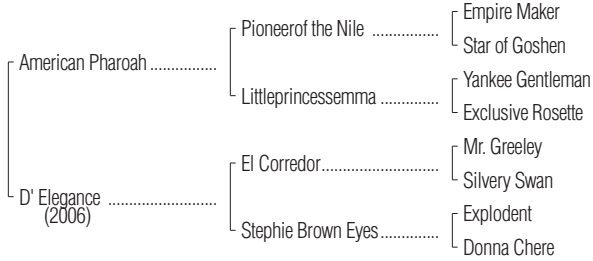 Empire Maker
Pioneerof the Nile ................
Star of Goshen
American Pharoah ................
Yankee Gentleman
Littleprincessemma ..............
Exclusive Rosette
Mr. Greeley
El Corredor............................
Silvery Swan
D' Elegance ..........................
(2006)
Explodent
Stephie Brown Eyes..............
Donna Chere